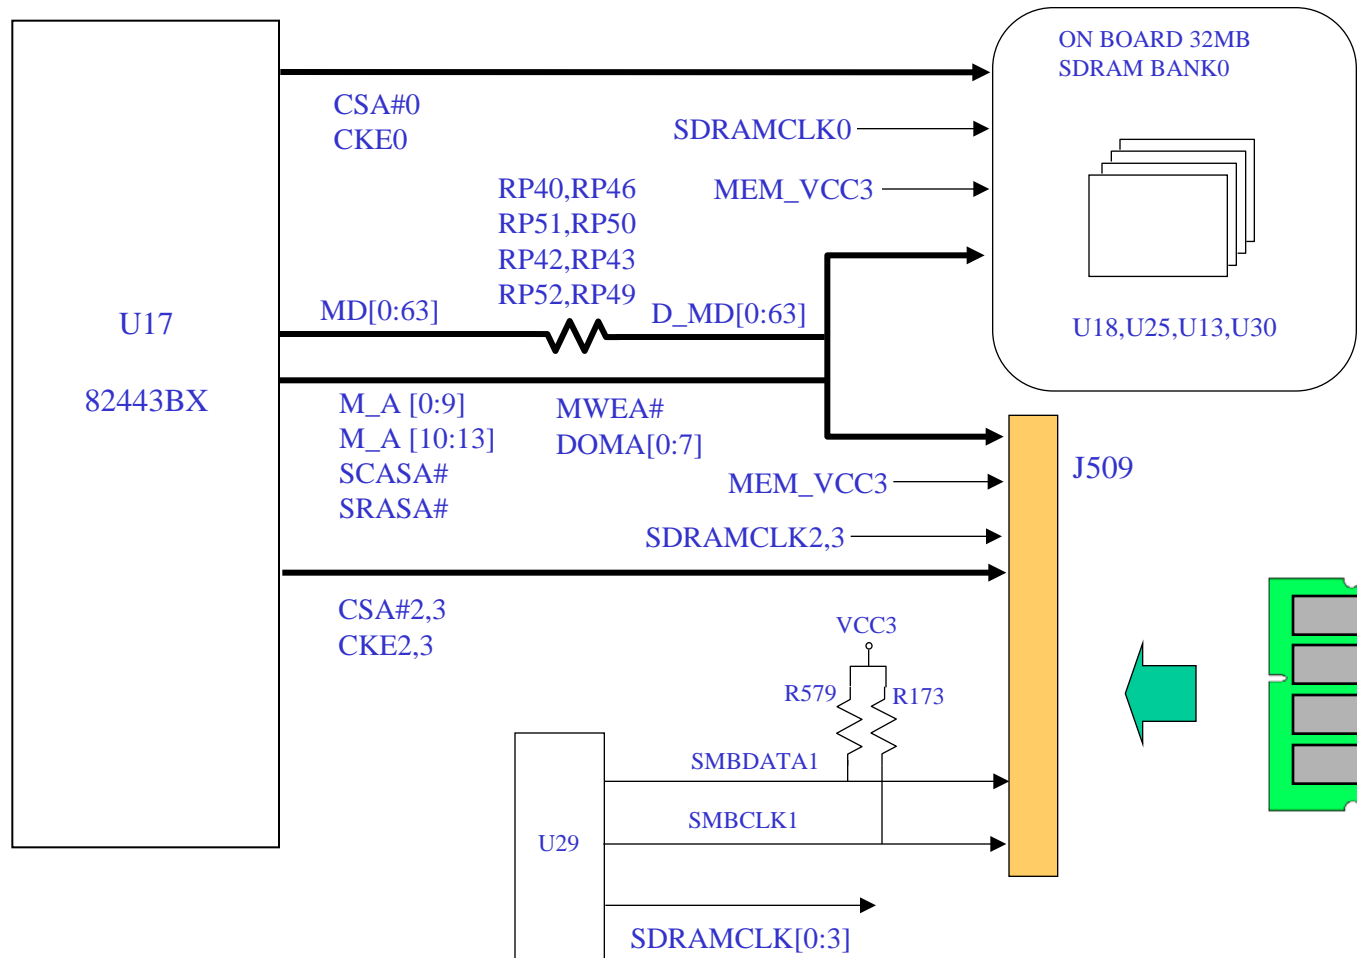 ON BOARD 32MB
SDRAM BANK0
CSA#0
CKE0
SDRAMCLK0
MEM_VCC3
RP40,RP46
RP51,RP50
RP42,RP43
RP52,RP49
MD[0:63]
D_MD[0:63]
U18,U25,U13,U30
U17
82443BX
M_A [0:9]
M_A [10:13]
SCASA#
SRASA#
MWEA#
DOMA[0:7]
J509
MEM_VCC3
SDRAMCLK2,3
CSA#2,3
CKE2,3
VCC3
R579
R173
SMBDATA1
SMBCLK1
U29
SDRAMCLK[0:3]